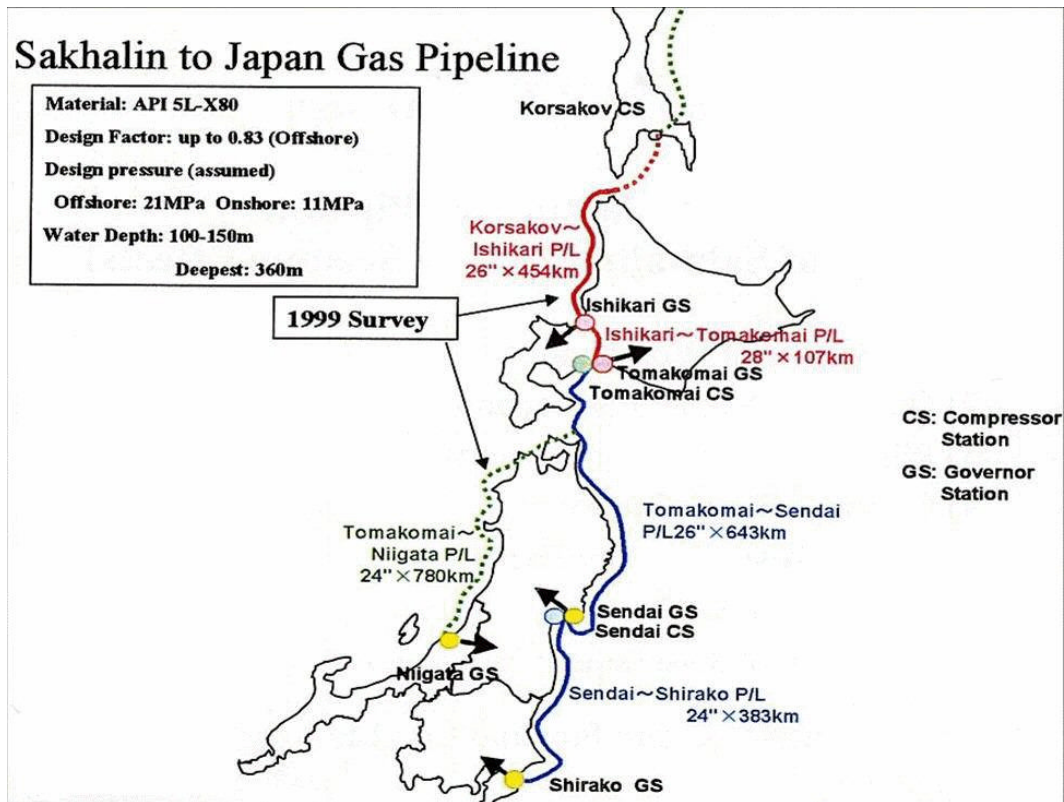 Sakhalin to Japan Gas Pipeline
Material: API 5L-X80
Design Factor: up to 0.83 (Offshore)
Design pressure (assumed)
Offshore: 21MPa Onshore: 11MPa
Water Depth: 100-150m
Deepest: 360m
Korsakov CS
Korsakov~
Ishikari P/L
26"×454km
1999 Survey
Ishikari GS
Ishikari~Tomakomai P/L
28"×107km
Tomakomai GS
Tomakomai CS
CS: Compressor
Station
GS: Governor
Station
Tomakomai~
Niigata P/L
24"×780km
Tomakomai~Sendai
P/L26"×643km
Sendai GS
Sendai CS
Niigata GS
Sendai~Shirako P/L
24"×383km
Shirako GS